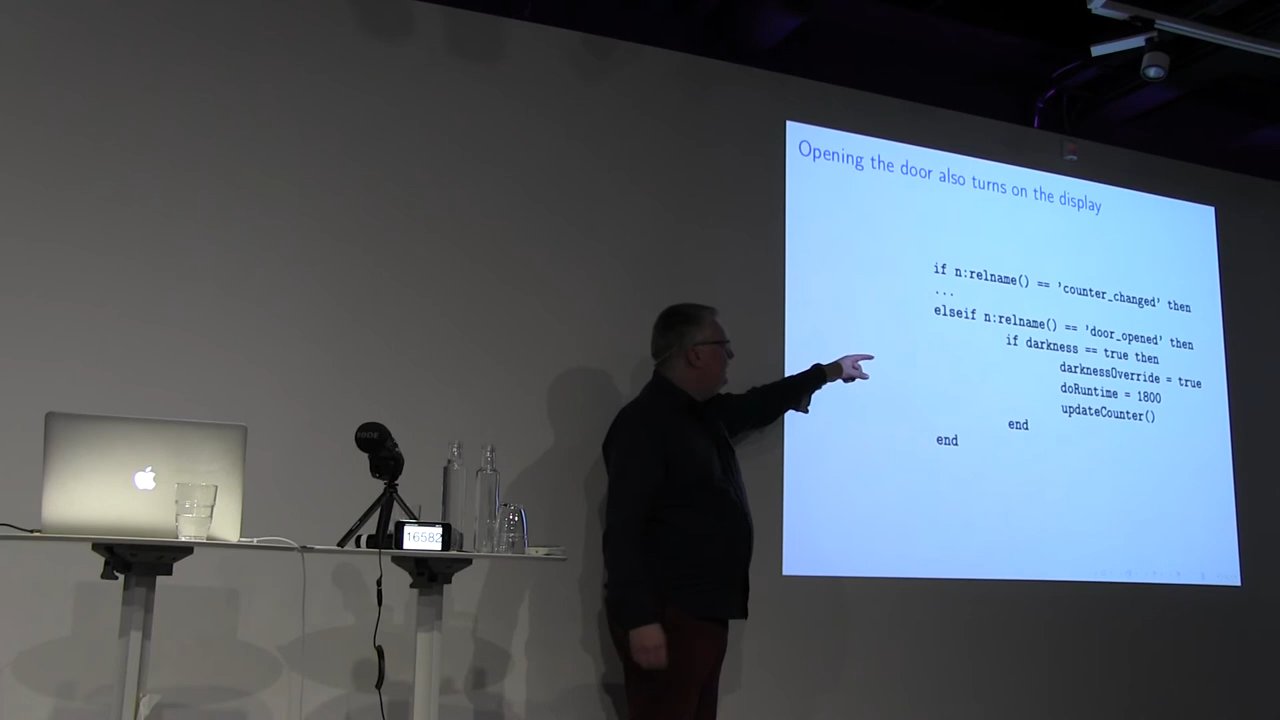 Opening the door also turns on the display
if n:relname() == 'counter_changed' then
...
elseif n:relname() == 'door_opened' then
if darkness == true then
darknessOverride = true
doRuntime = 1800
updateCounter()
end
end
RODE
16582